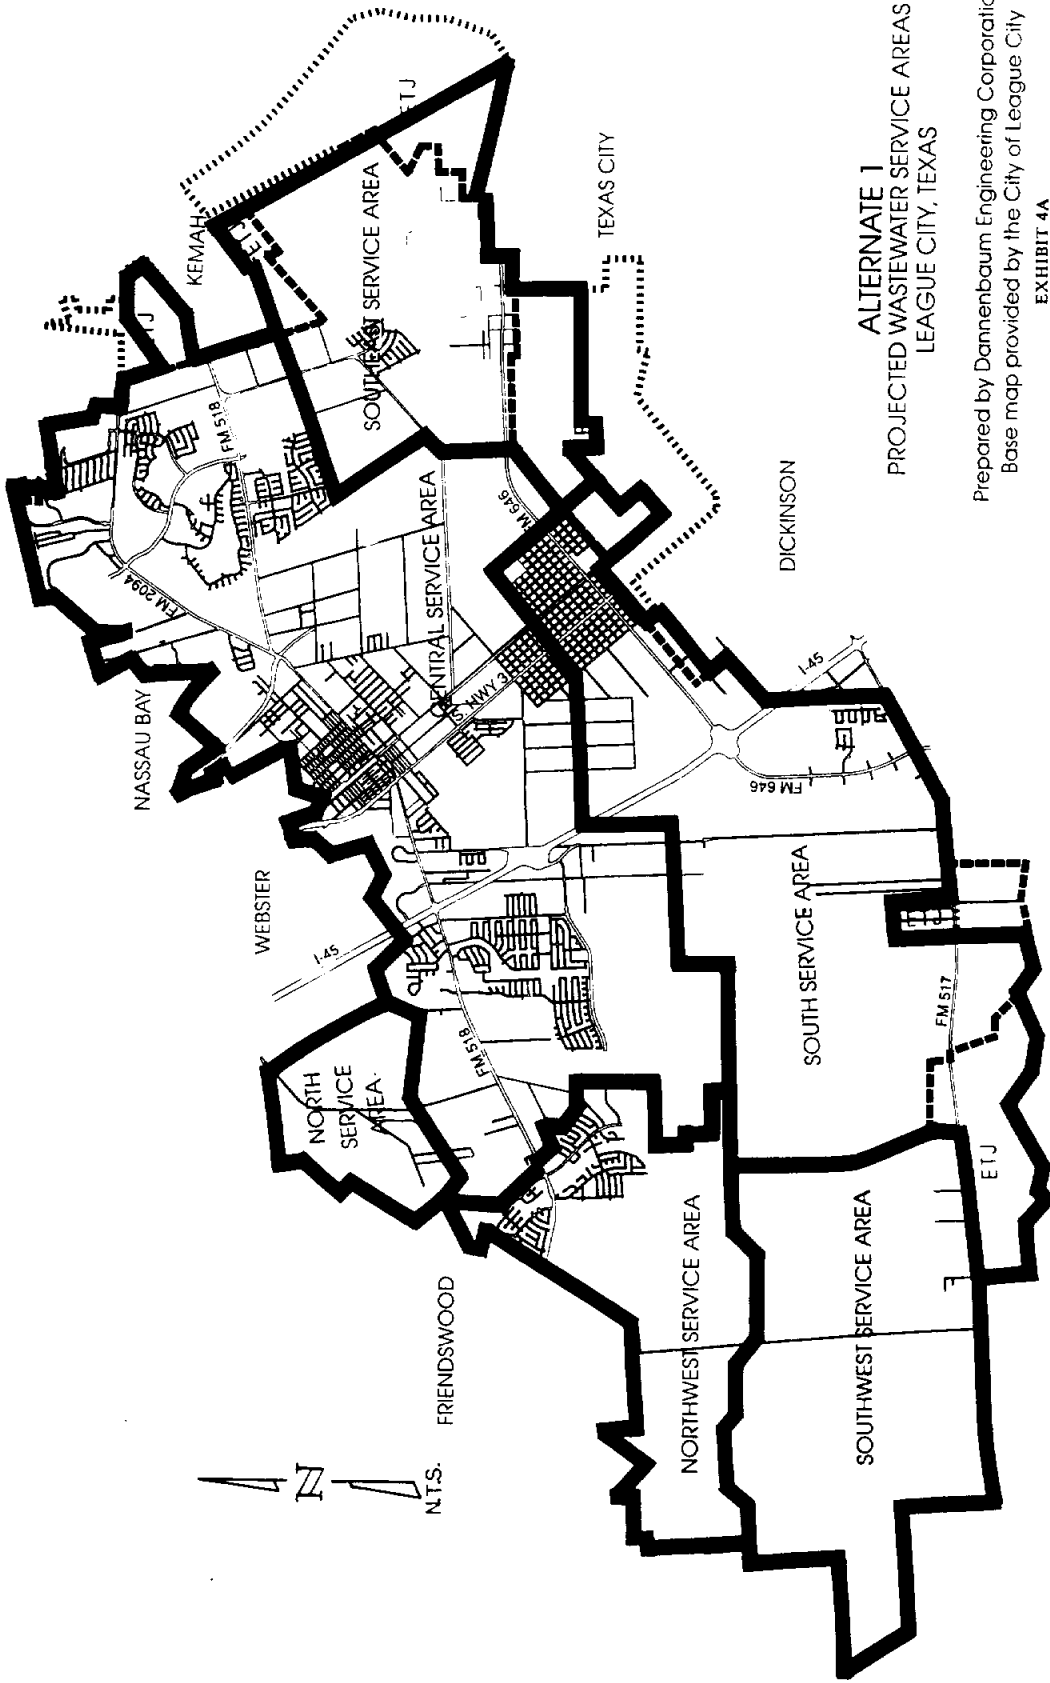 KEMAH
ETJ
ETJ
ETJ
SOUTHEAST SERVICE AREA
TEXAS CITY
FM 518
FM 2094
NASSAU BAY
CENTRAL SERVICE AREA
FM 646
ST. HWY 3
DICKINSON
WEBSTER
I-45
I-45
FM 646
NORTH
SERVICE
AREA
FM 518
SOUTH SERVICE AREA
FM 517
FRIENDSWOOD
NORTHWEST SERVICE AREA
SOUTHWEST SERVICE AREA
ETJ
N
N.T.S.
ALTERNATE 1
PROJECTED WASTEWATER SERVICE AREAS
LEAGUE CITY, TEXAS
Prepared by Dannenbaum Engineering Corporatio
Base map provided by the City of League City
EXHIBIT 4A